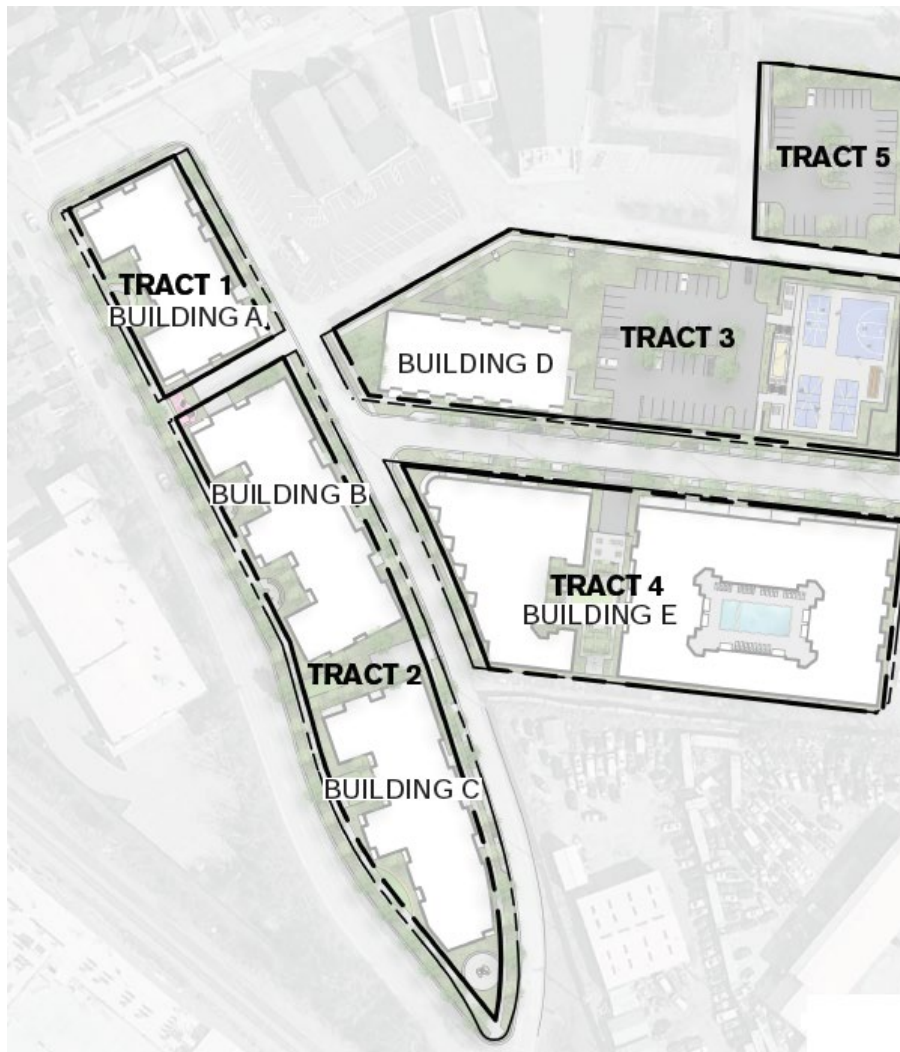 TRACT 5
TRACT 1
BUILDING A
TRACT 3
BUILDING D
BUILDING B
TRACT 4
BUILDING E
TRACT 2
BUILDING C